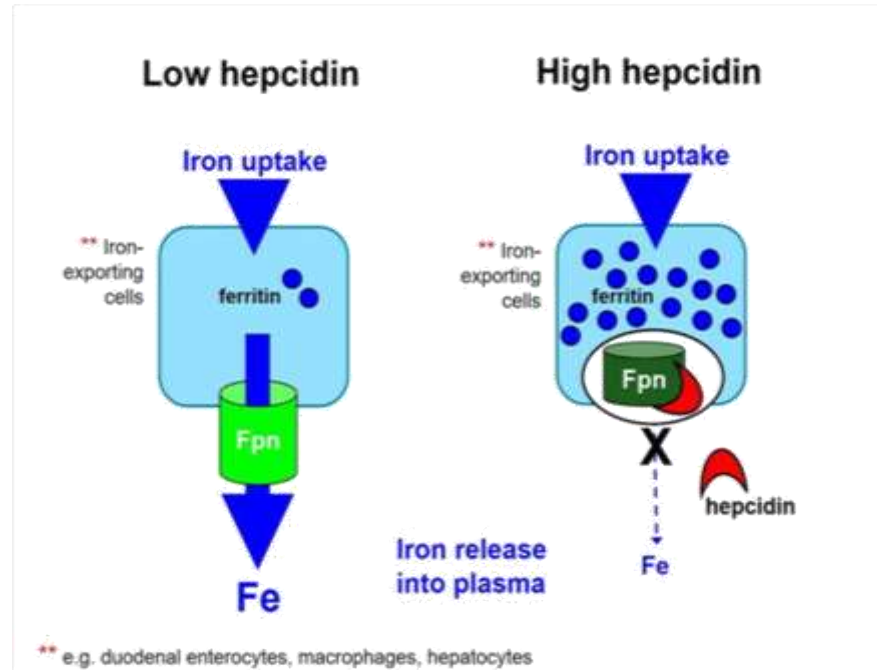 Low hepcidin
High hepcidin
Iron uptake
Iron uptake
** Iron-
exporting
cells
ferritin
** Iron-
exporting
cells
ferritin
Fpn
Fpn
X
hepcidin
Iron release
into plasma
Fe
Fe
** e.g. duodenal enterocytes, macrophages, hepatocytes